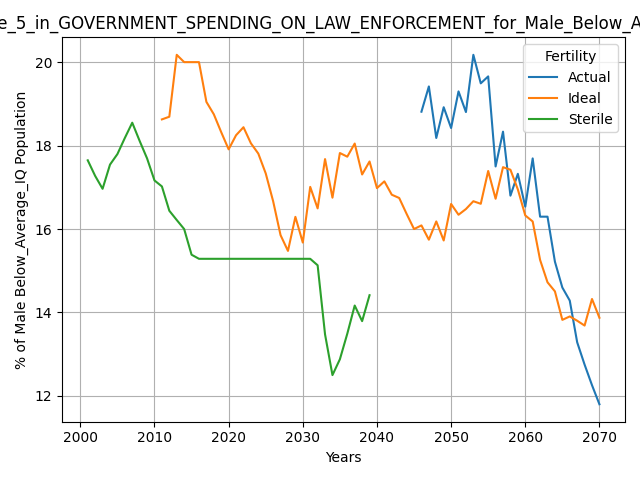 e_5_in_GOVERNMENT_SPENDING_ON_LAW_ENFORCEMENT_for_Male_Below_A
Fertility
Actual
Ideal
Sterile
% of Male Below_Average_IQ Population
20
18
16
14
12
2000 2010 2020 2030 2040 2050 2060 2070
Years